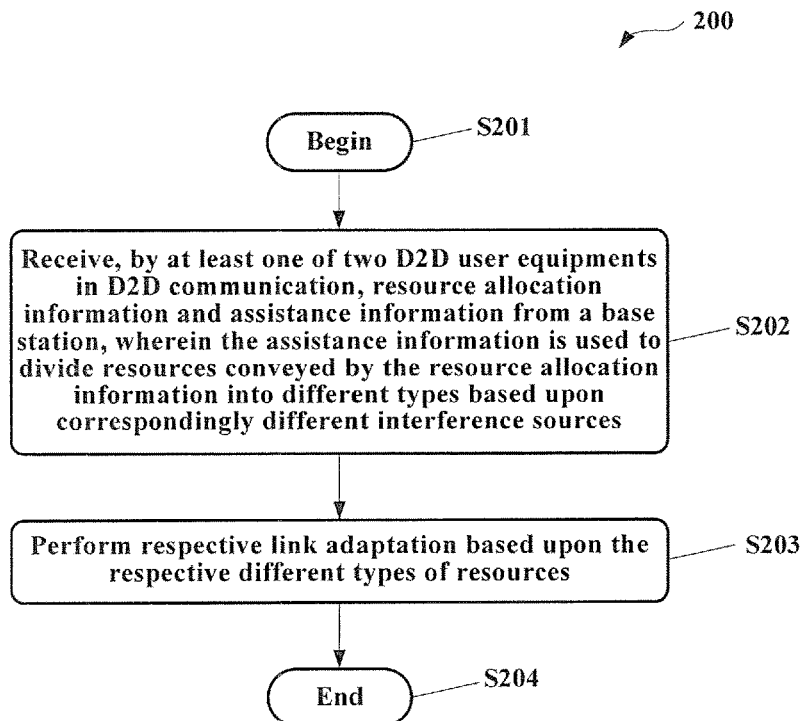 200
Begin
S201
Receive, by at least one of two D2D user equipments
in D2D communication, resource allocation
information and assistance information from a base
station, wherein the assistance information is used to
divide resources conveyed by the resource allocation
information into different types based upon
correspondingly different interference sources
S202
Perform respective link adaptation based upon the
respective different types of resources
S203
End
S204